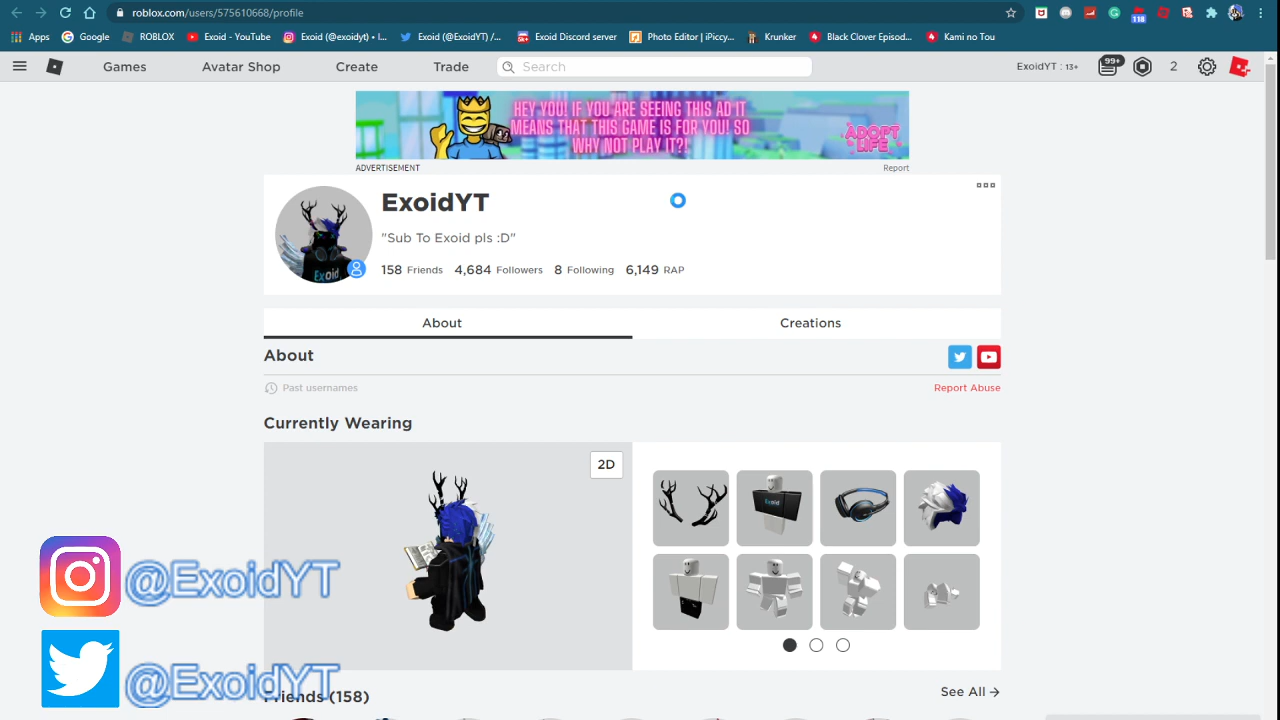 roblox.com/users/575610668/profile
118
Apps Google ROBLOX Exoid - YouTube Exoid (@exoidyt) • I... Exoid (@ExoidYT) /... Exoid Discord server Photo Editor | iPiccy... Krunker Black Clover Episod... Kami no Tou
Games Avatar Shop Create Trade Search ExoidYT : 13+ 99+ 2
HEY YOU! IF YOU ARE SEEING THIS AD IT
MEANS THAT THIS GAME IS FOR YOU! SO
WHY NOT PLAY IT?!
ADOPT
LIFE
ADVERTISEMENT Report
ExoidYT
"Sub To Exoid pls :D"
158 Friends 4,684 Followers 8 Following 6,149 RAP
Exoid
About Creations
About
Past usernames Report Abuse
Currently Wearing
2D
Exoid
@ExoidYT
@ExoidYT
Friends (158) See All →